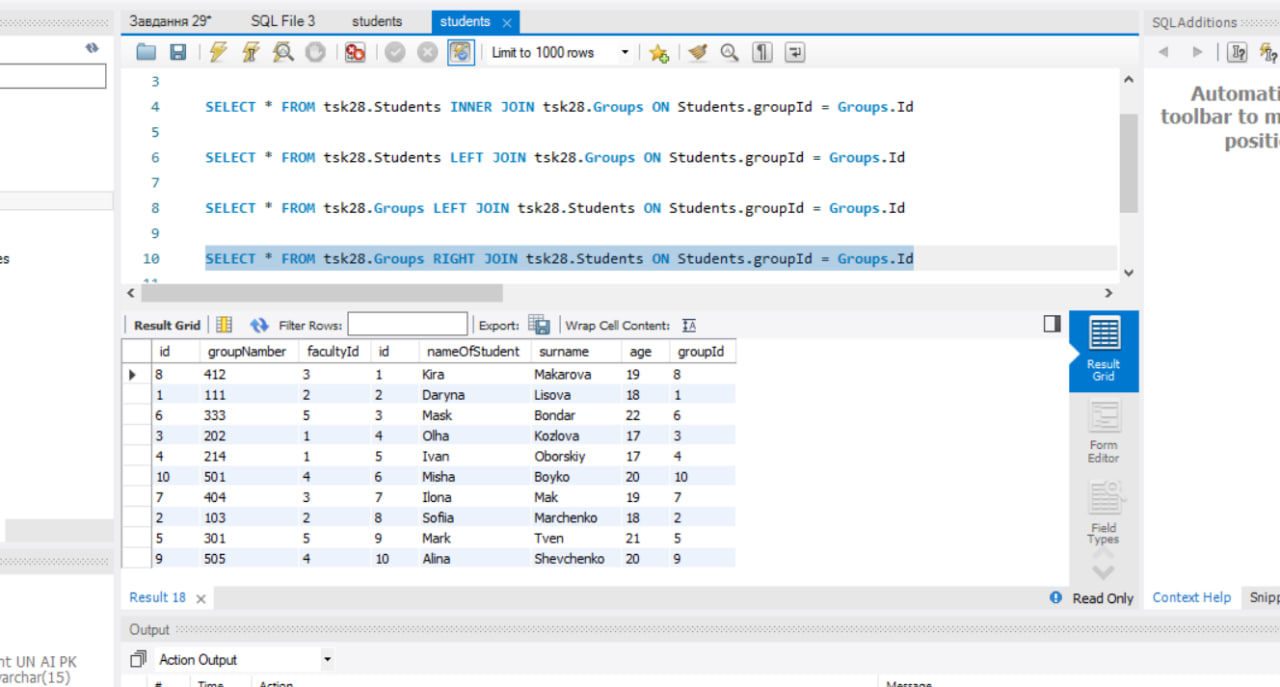 Завдання 29* SQL File 3 students students
SQLAdditions
Limit to 1000 rows
3
4 SELECT * FROM tsk28.Students INNER JOIN tsk28.Groups ON Students.groupId = Groups.Id
5
6 SELECT * FROM tsk28.Students LEFT JOIN tsk28.Groups ON Students.groupId = Groups.Id
7
8 SELECT * FROM tsk28.Groups LEFT JOIN tsk28.Students ON Students.groupId = Groups.Id
9
10 SELECT * FROM tsk28.Groups RIGHT JOIN tsk28.Students ON Students.groupId = Groups.Id
Automati
toolbar to m
positi
es
Result Grid Filter Rows: Export: Wrap Cell Content:
id groupNamber facultyId id nameOfStudent surname age groupId
8 412 3 1 Kira Makarova 19 8
1 111 2 2 Daryna Lisova 18 1
6 333 5 3 Mask Bondar 22 6
3 202 1 4 Olha Kozlova 17 3
4 214 1 5 Ivan Oborskiy 17 4
10 501 4 6 Misha Boyko 20 10
7 404 3 7 Ilona Mak 19 7
2 103 2 8 Sofiia Marchenko 18 2
5 301 5 9 Mark Tven 21 5
9 505 4 10 Alina Shevchenko 20 9
Result
Grid
Form
Editor
Field
Types
Result 18
Read Only
Context Help Snipp
Output
Action Output
# Time Action Message
nt UN AI PK
varchar(15)